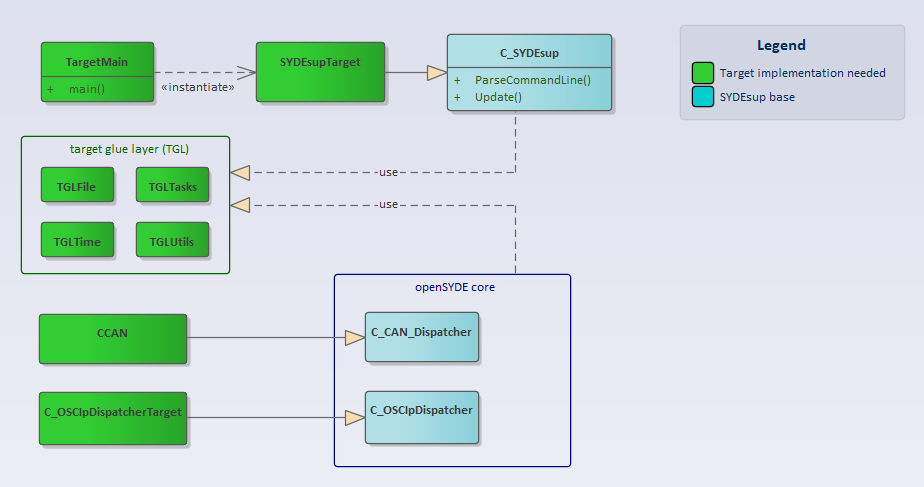 TargetMain
+ main()
«instantiate»
SYDEsupTarget
C_SYDEsup
+ ParseCommandLine()
+ Update()
Legend
Target implementation needed
SYDEsup base
target glue layer (TGL)
TGLFile
TGLTasks
TGLTime
TGLUtils
use
use
openSYDE core
CCAN
C_CAN_Dispatcher
C_OSCIpDispatcherTarget
C_OSCIpDispatcher